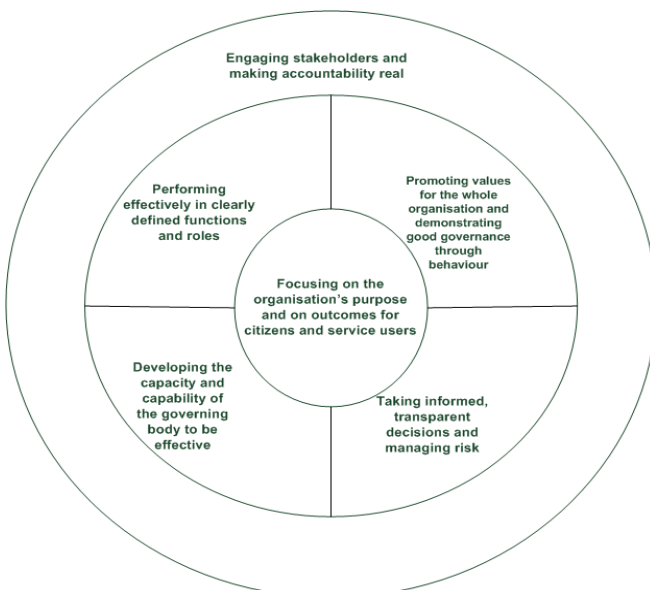 Engaging stakeholders and
making accountability real
Performing
effectively in clearly
defined functions
and roles
Promoting values
for the whole
organisation and
demonstrating
good governance
through
behaviour
Focusing on the
organisation's purpose
and on outcomes for
citizens and service users
Developing the
capacity and
capability of
the governing
body to be
effective
Taking informed,
transparent
decisions and
managing risk